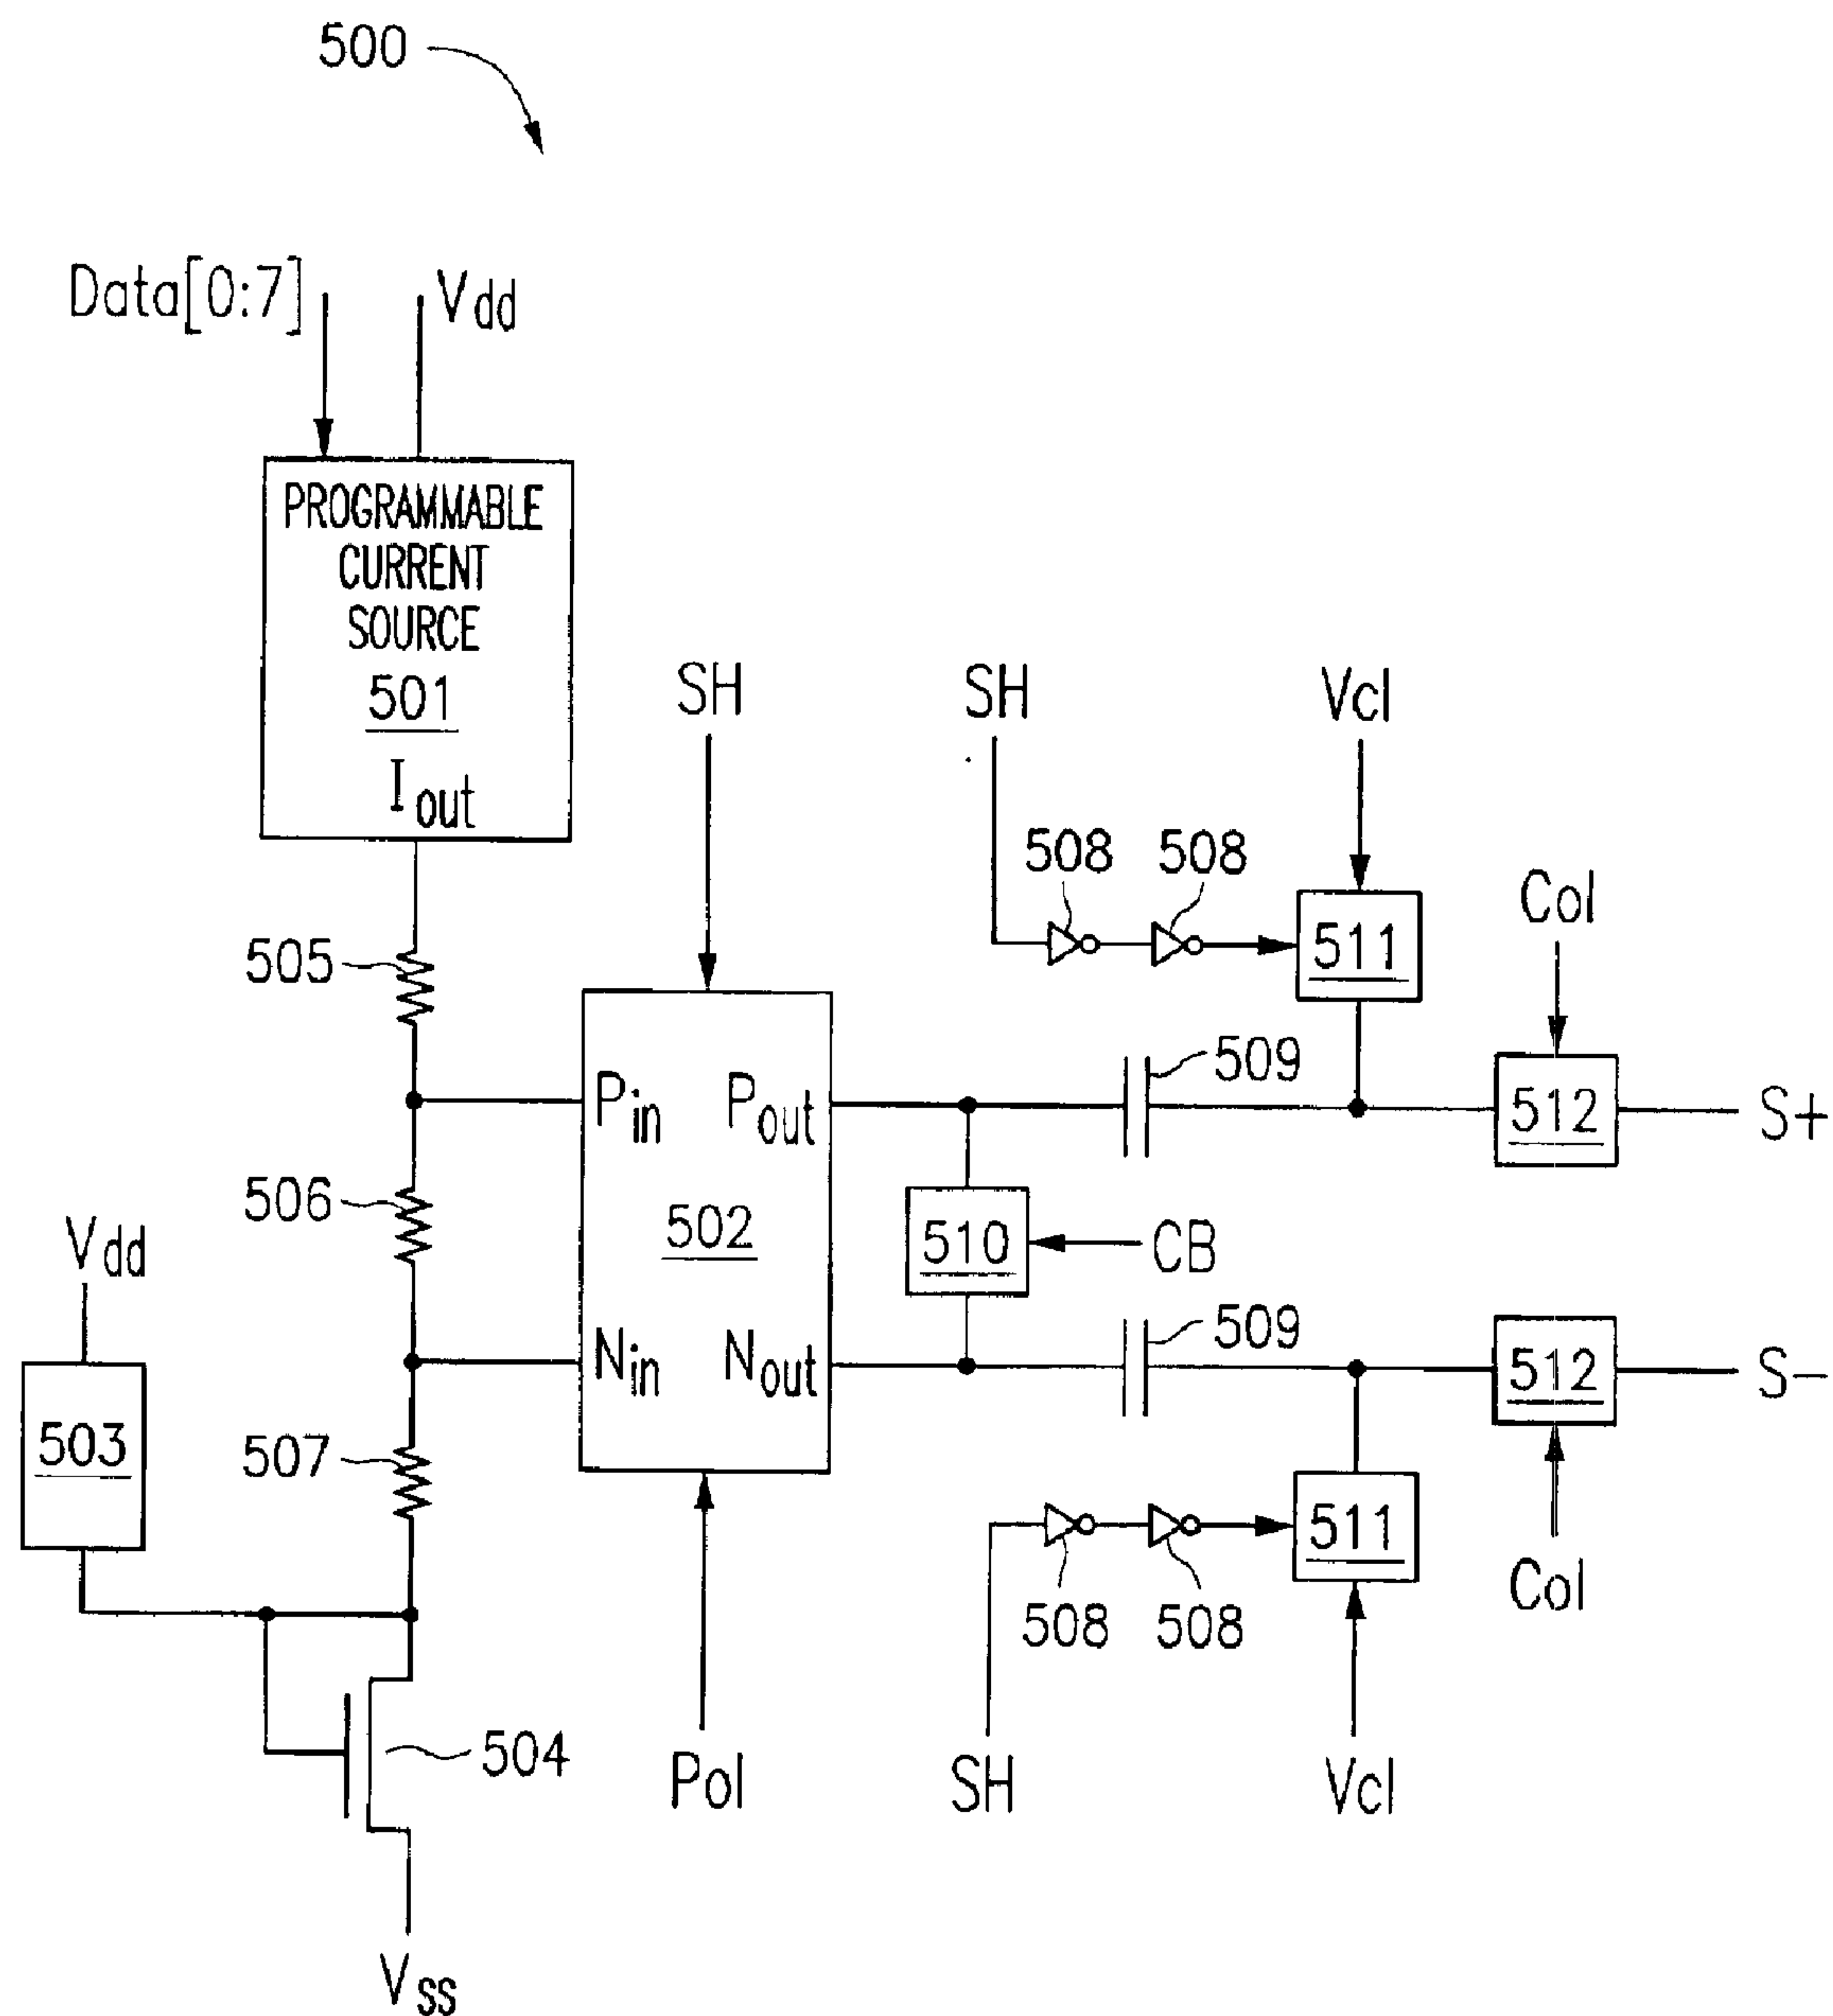 500
Data[0:7]
Vdd
PROGRAMMABLE
CURRENT
SOURCE
501
Iout
SH
SH
Vcl
508
508
Col
511
505
509
Pin
Pout
512
S+
506
502
510
CB
Vdd
509
Nin
Nout
512
S-
503
507
511
508
508
Col
504
Pol
SH
Vcl
Vss